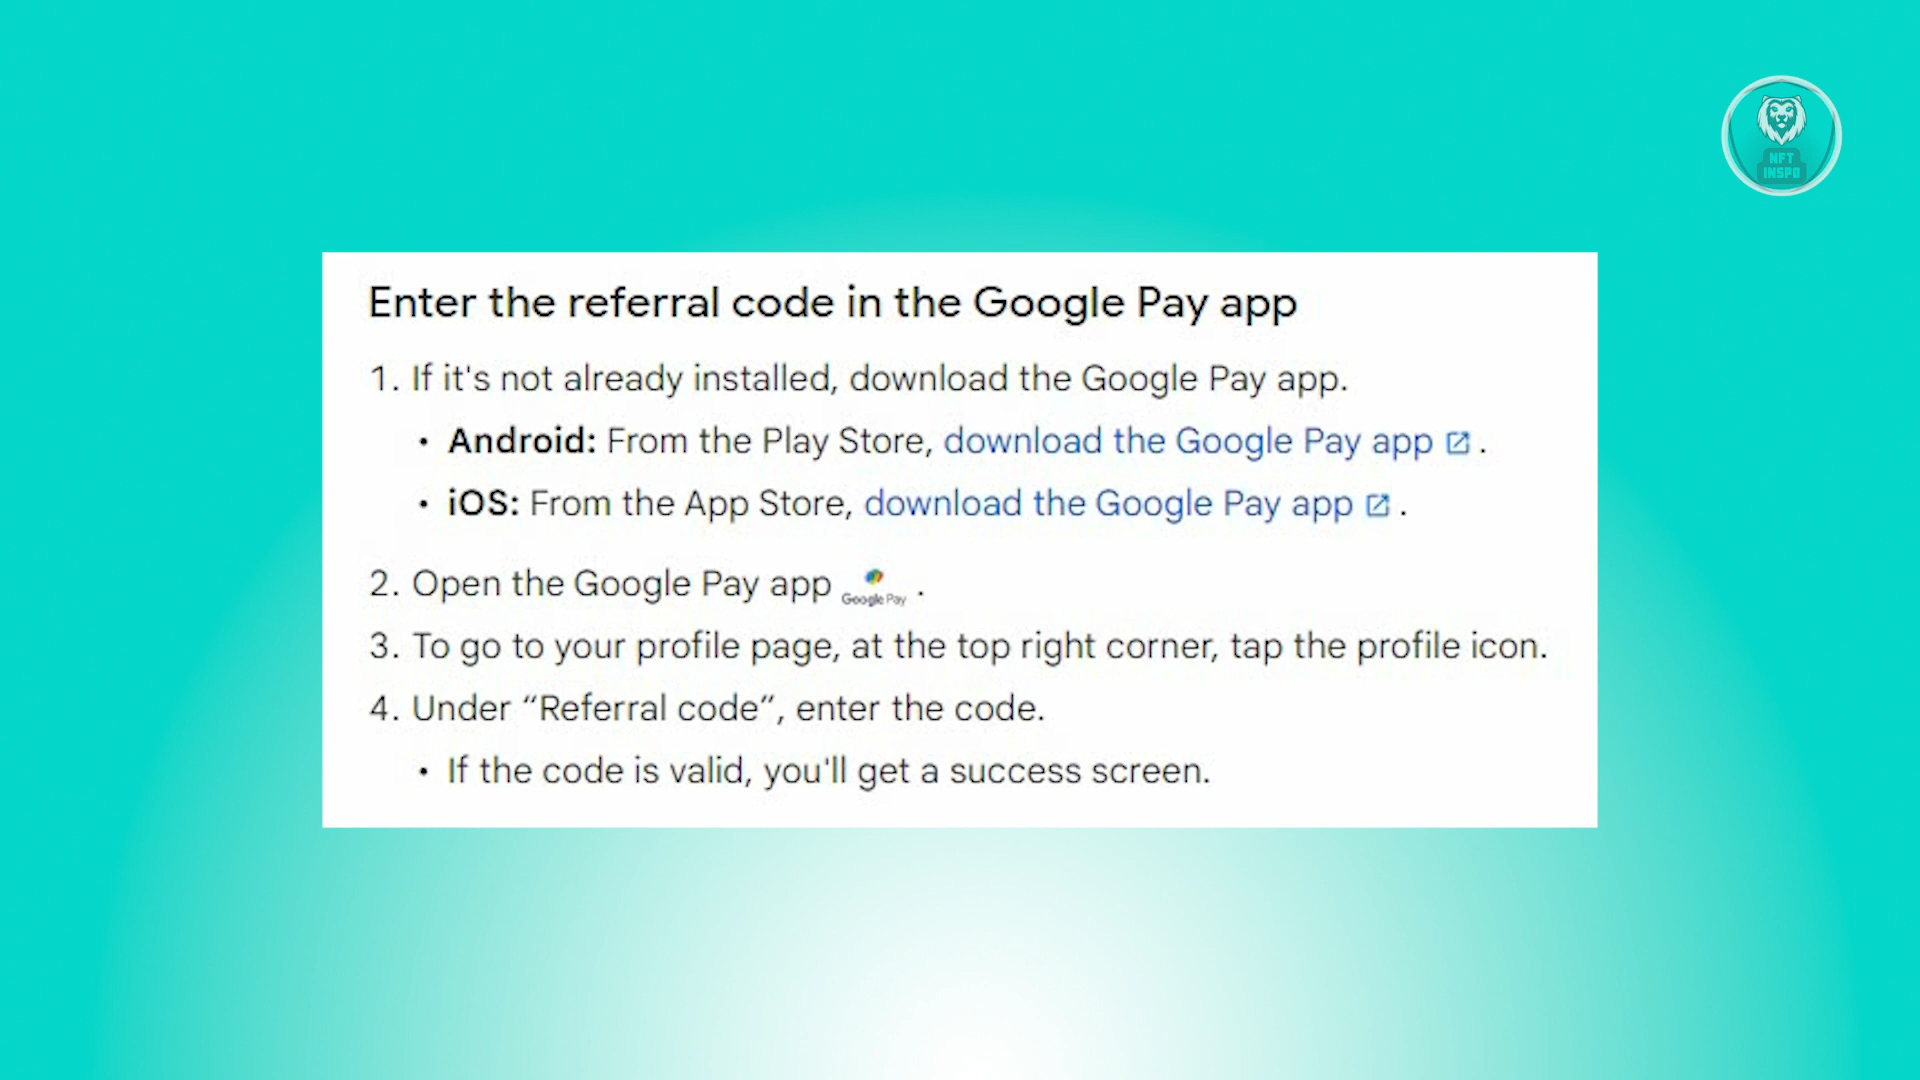 NFT
INSPO
Enter the referral code in the Google Pay app
1. If it's not already installed, download the Google Pay app.
• Android: From the Play Store, download the Google Pay app .
• iOS: From the App Store, download the Google Pay app .
2. Open the Google Pay app Google Pay .
3. To go to your profile page, at the top right corner, tap the profile icon.
4. Under “Referral code”, enter the code.
• If the code is valid, you'll get a success screen.